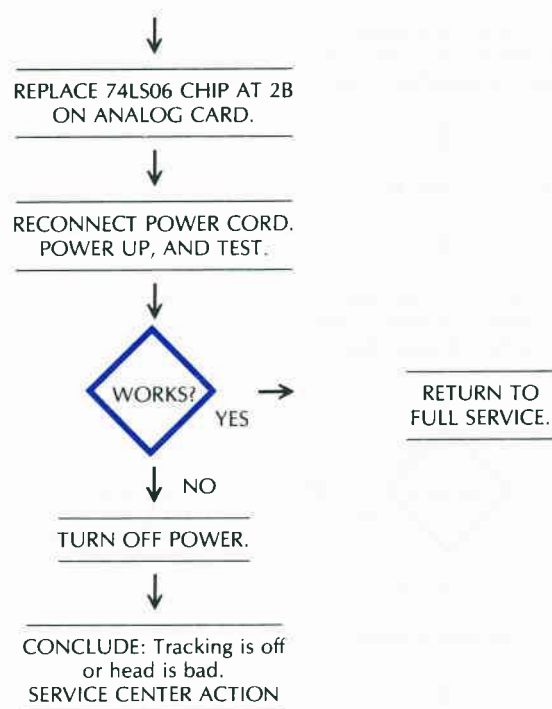 REPLACE 74LS06 CHIP AT 2B
ON ANALOG CARD.
RECONNECT POWER CORD.
POWER UP, AND TEST.
WORKS?
YES
RETURN TO
FULL SERVICE.
NO
TURN OFF POWER.
CONCLUDE: Tracking is off
or head is bad.
SERVICE CENTER ACTION